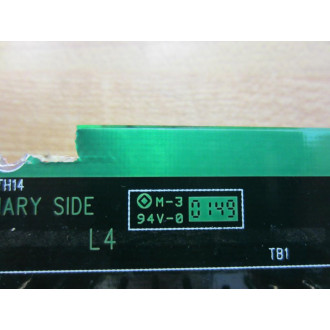 TH14
ARY SIDE
M-3
94V-0
0149
L4
TB1